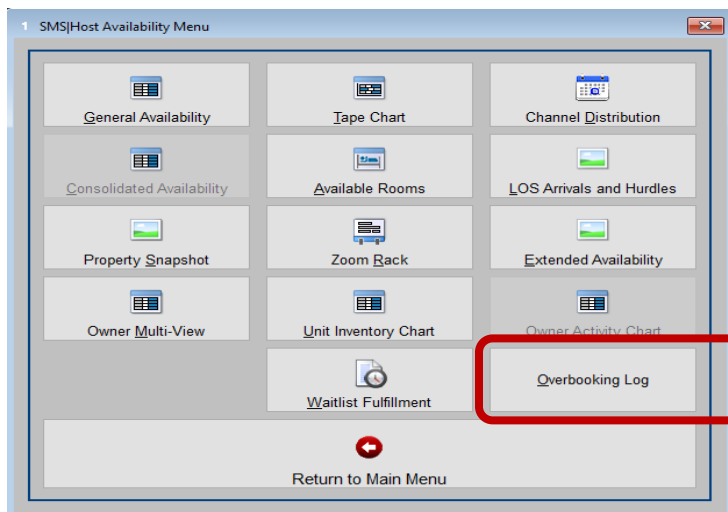 1 SMS|Host Availability Menu
General Availability
Tape Chart
Channel Distribution
Consolidated Availability
Available Rooms
LOS Arrivals and Hurdles
Property Snapshot
Zoom Rack
Extended Availability
Owner Multi-View
Unit Inventory Chart
Owner Activity Chart
Waitlist Fulfillment
Overbooking Log
Return to Main Menu